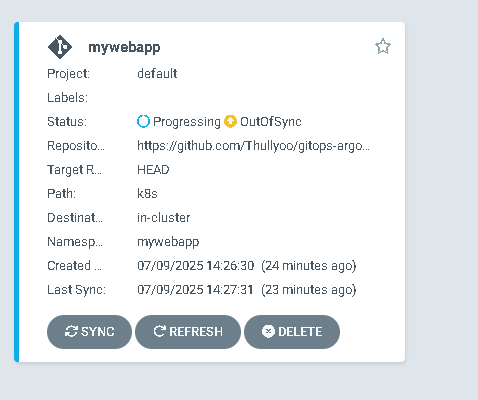 mywebapp
Project: default
Labels:
Status: Progressing OutOfSync
Reposito... https://github.com/Thullyoo/gitops-argo...
Target R... HEAD
Path: k8s
Destinat... in-cluster
Namesp... mywebapp
Created ... 07/09/2025 14:26:30 (24 minutes ago)
Last Sync: 07/09/2025 14:27:31 (23 minutes ago)
SYNC REFRESH DELETE